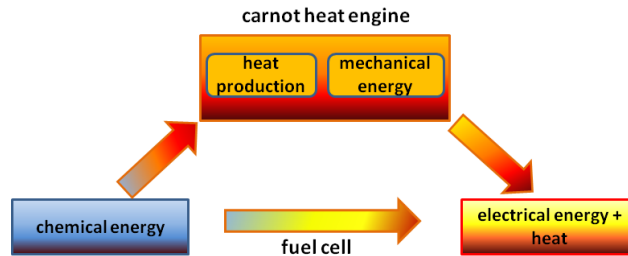 carnot heat engine
heat
production
mechanical
energy
chemical energy
fuel cell
electrical energy +
heat